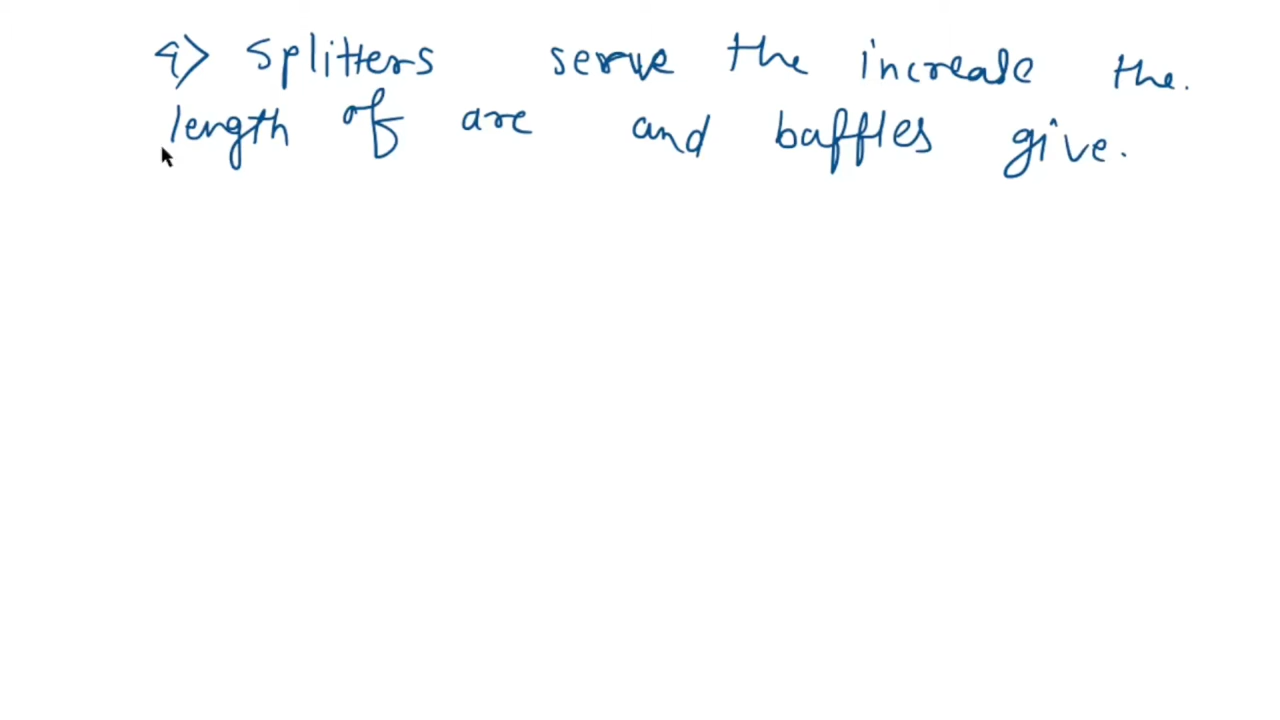 4> splitters serve the increase the.
length of arc and baffles give.